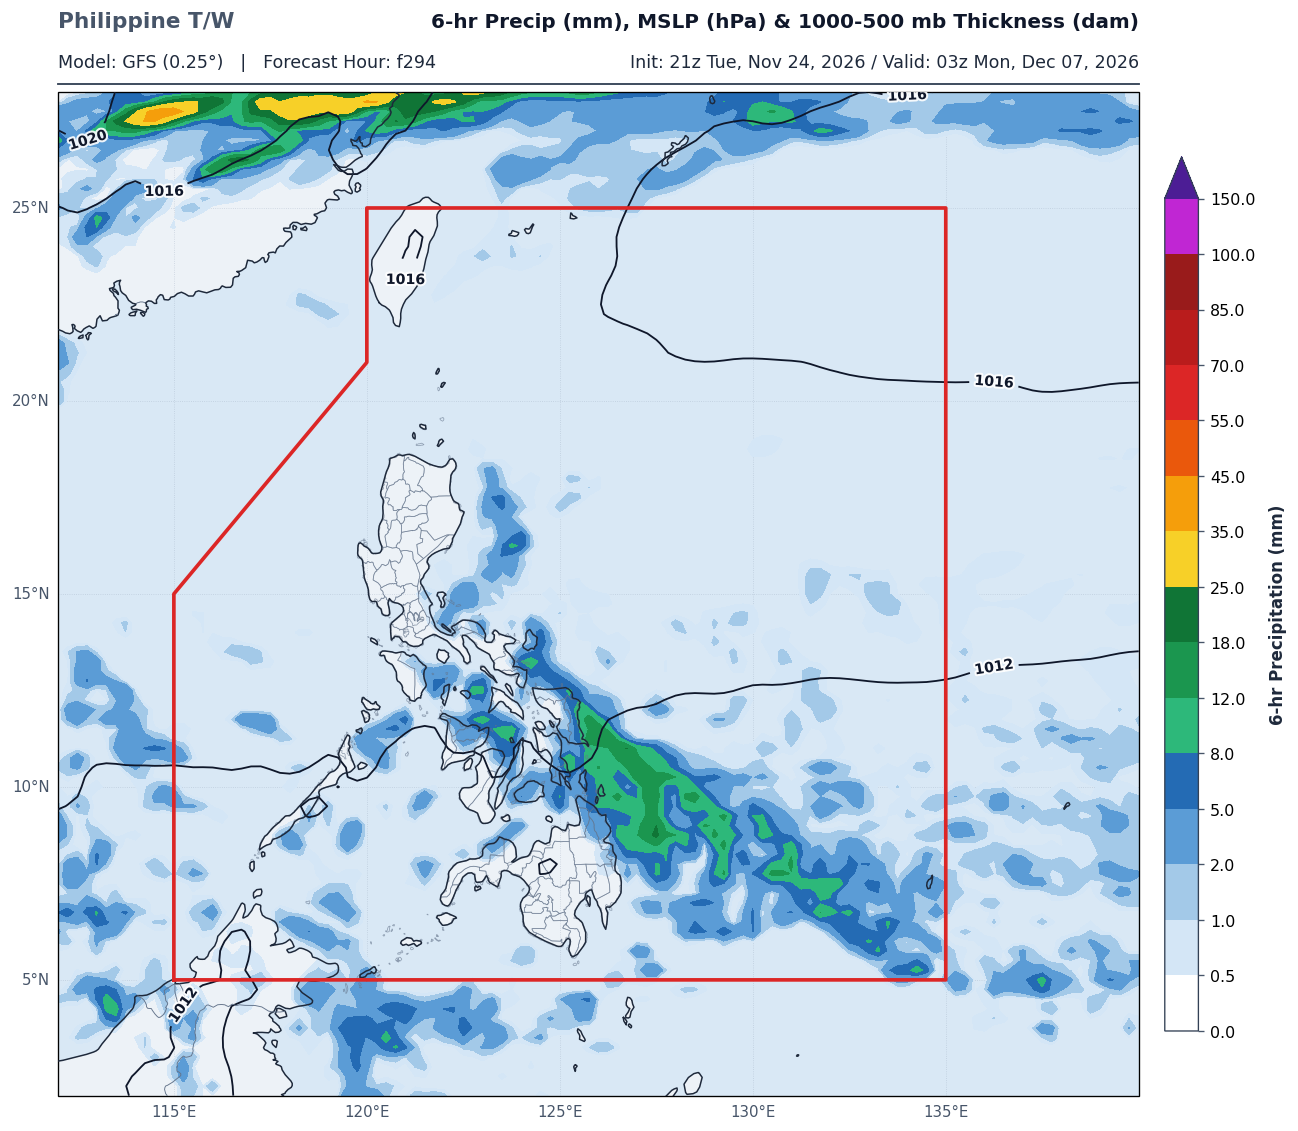 Philippine T/W
6-hr Precip (mm), MSLP (hPa) & 1000-500 mb Thickness (dam)
Model: GFS (0.25°) | Forecast Hour: f294
Init: 21z Tue, Nov 24, 2026 / Valid: 03z Mon, Dec 07, 2026
1016
1020
1016
1016
1016
1012
1012
25°N
20°N
15°N
10°N
5°N
115°E
120°E
125°E
130°E
135°E
150.0
100.0
85.0
70.0
55.0
45.0
35.0
25.0
18.0
12.0
8.0
5.0
2.0
1.0
0.5
0.0
6-hr Precipitation (mm)